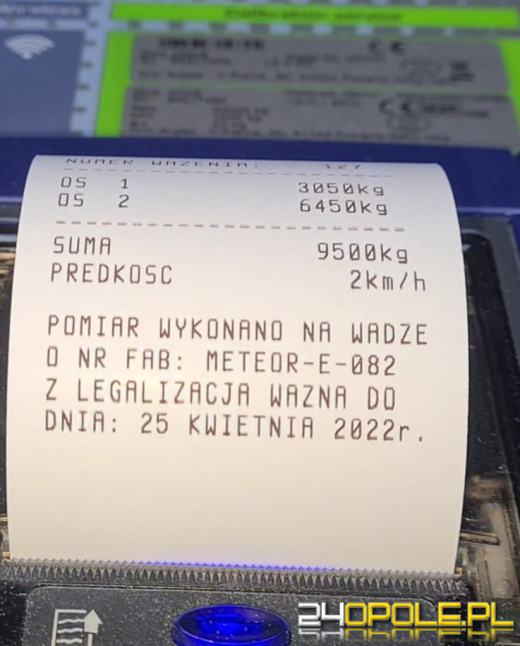 NUMER WAZENIA: 127
OS 1 3050kg
OS 2 6450kg
SUMA 9500kg
PREDKOSC 2km/h
POMIAR WYKONANO NA WADZE
O NR FAB: METEOR-E-082
Z LEGALIZACJA WAZNA DO
DNIA: 25 KWIETNIA 2022r.
24OPOLE.PL